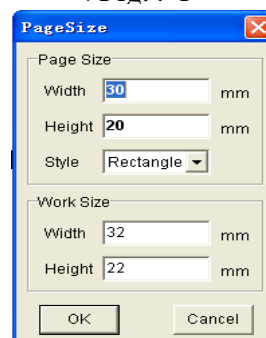 PageSize
Page Size
Width 30 mm
Height 20 mm
Style Rectangle
Work Size
Width 32 mm
Height 22 mm
OK Cancel